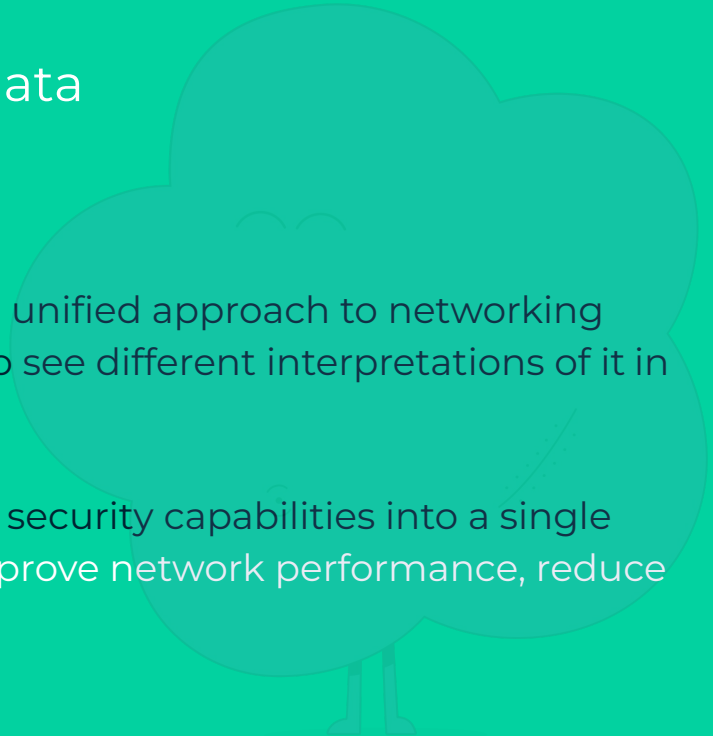 ata
unified approach to networking
o see different interpretations of it in
security capabilities into a single
prove network performance, reduce